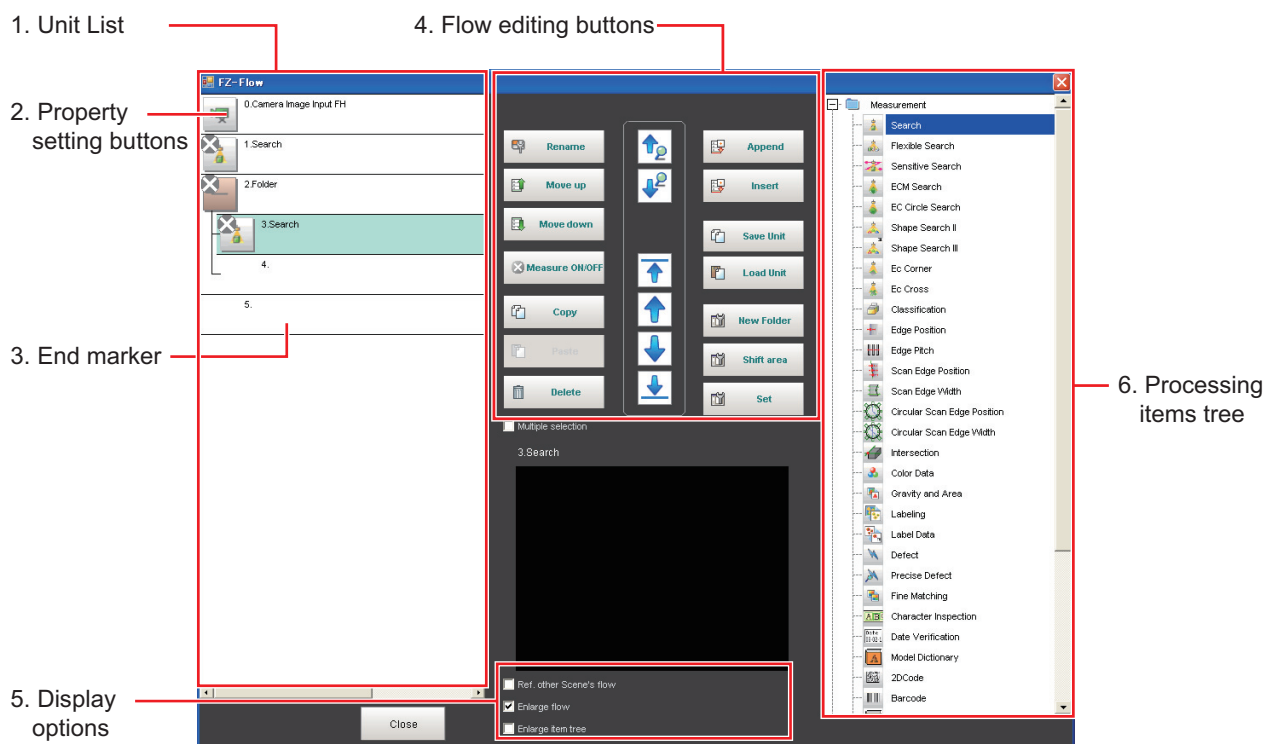 1. Unit List
4. Flow editing buttons
FZ-Flow
2. Property
setting buttons
0.Camera Image Input FH
1.Search
2.Folder
3.Search
4.
5.
3. End marker
Rename
Move up
Move down
Measure ON/OFF
Copy
Paste
Delete
Append
Insert
Save Unit
Load Unit
New Folder
Shift area
Set
Multiple selection
3.Search
5. Display
options
Ref. other Scene's flow
Enlarge flow
Enlarge item tree
Close
Measurement
Search
Flexible Search
Sensitive Search
ECM Search
EC Circle Search
Shape Search II
Shape Search III
Ec Corner
Ec Cross
Classification
Edge Position
Edge Pitch
Scan Edge Position
Scan Edge Width
Circular Scan Edge Position
Circular Scan Edge Width
Intersection
Color Data
Gravity and Area
Labeling
Label Data
Defect
Precise Defect
Fine Matching
Character Inspection
Date Verification
Model Dictionary
2DCode
Barcode
6. Processing
items tree